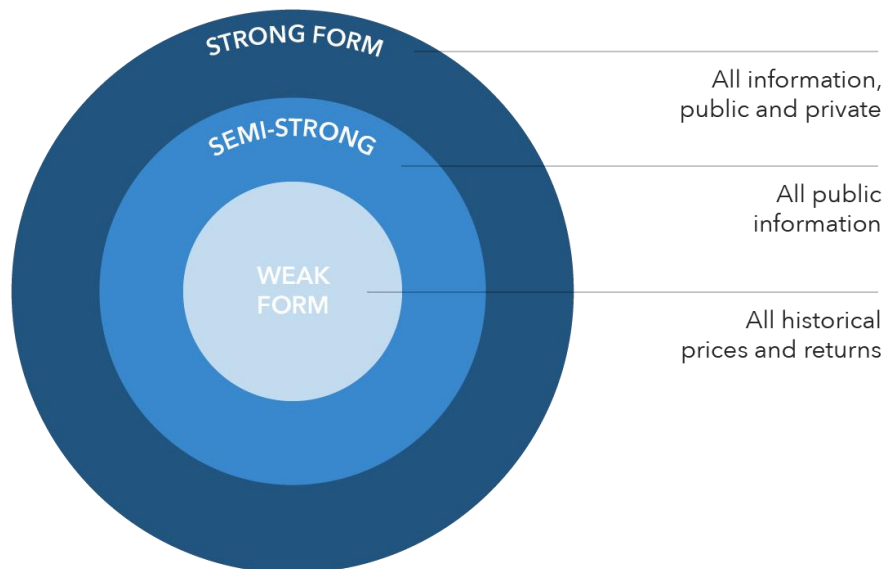 STRONG FORM
All information,
public and private
SEMI-STRONG
All public
information
WEAK
FORM
All historical
prices and returns